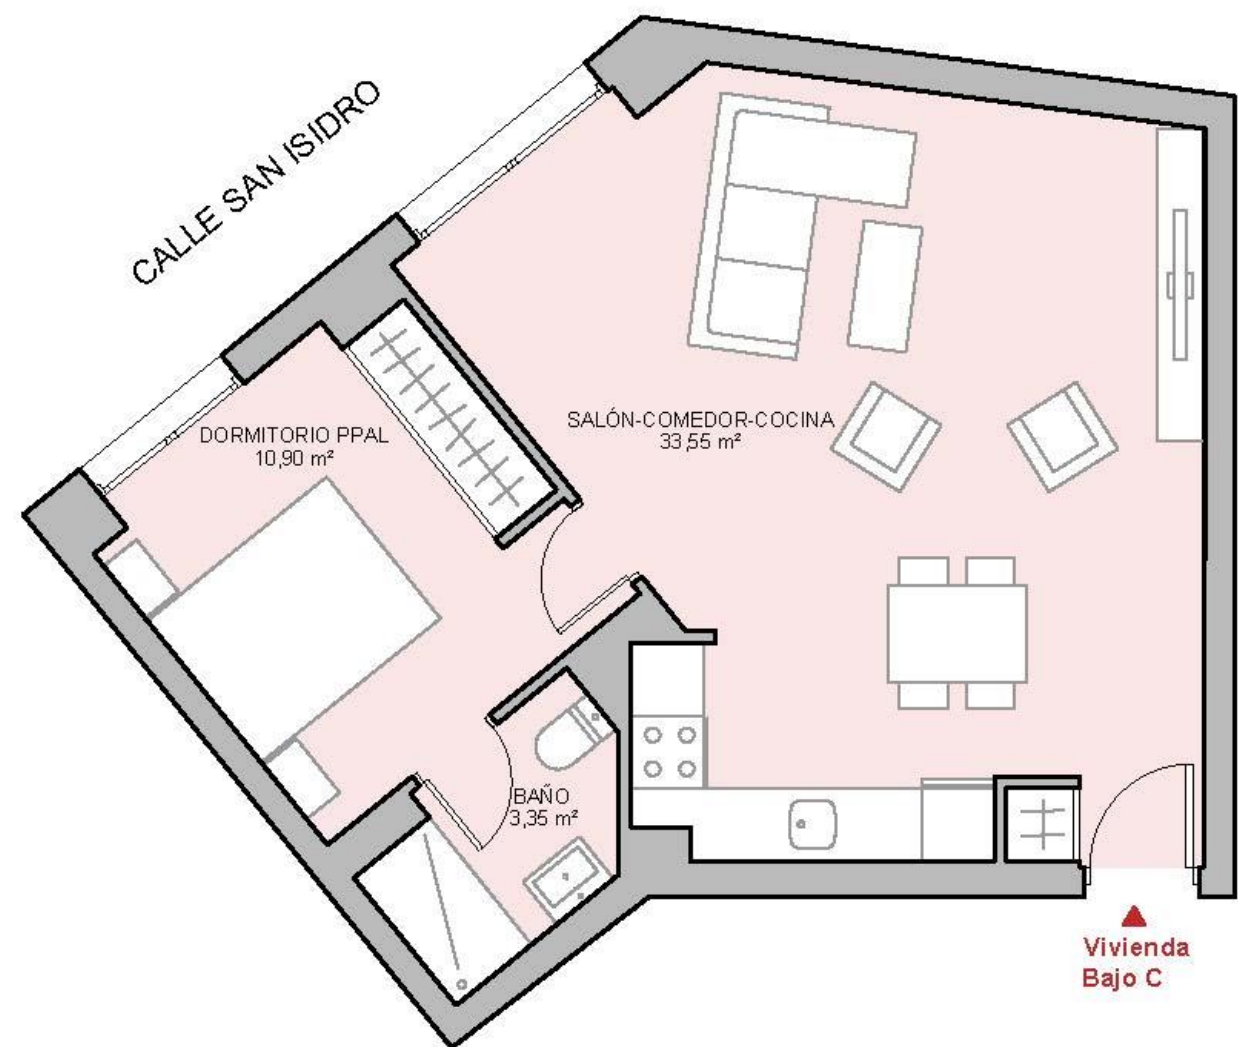 CALLE SAN ISIDRO
SALÓN-COMEDOR-COCINA
33,55 m²
DORMITORIO PPAL
10,90 m²
BAÑO
3,35 m²
Vivienda
Bajo C